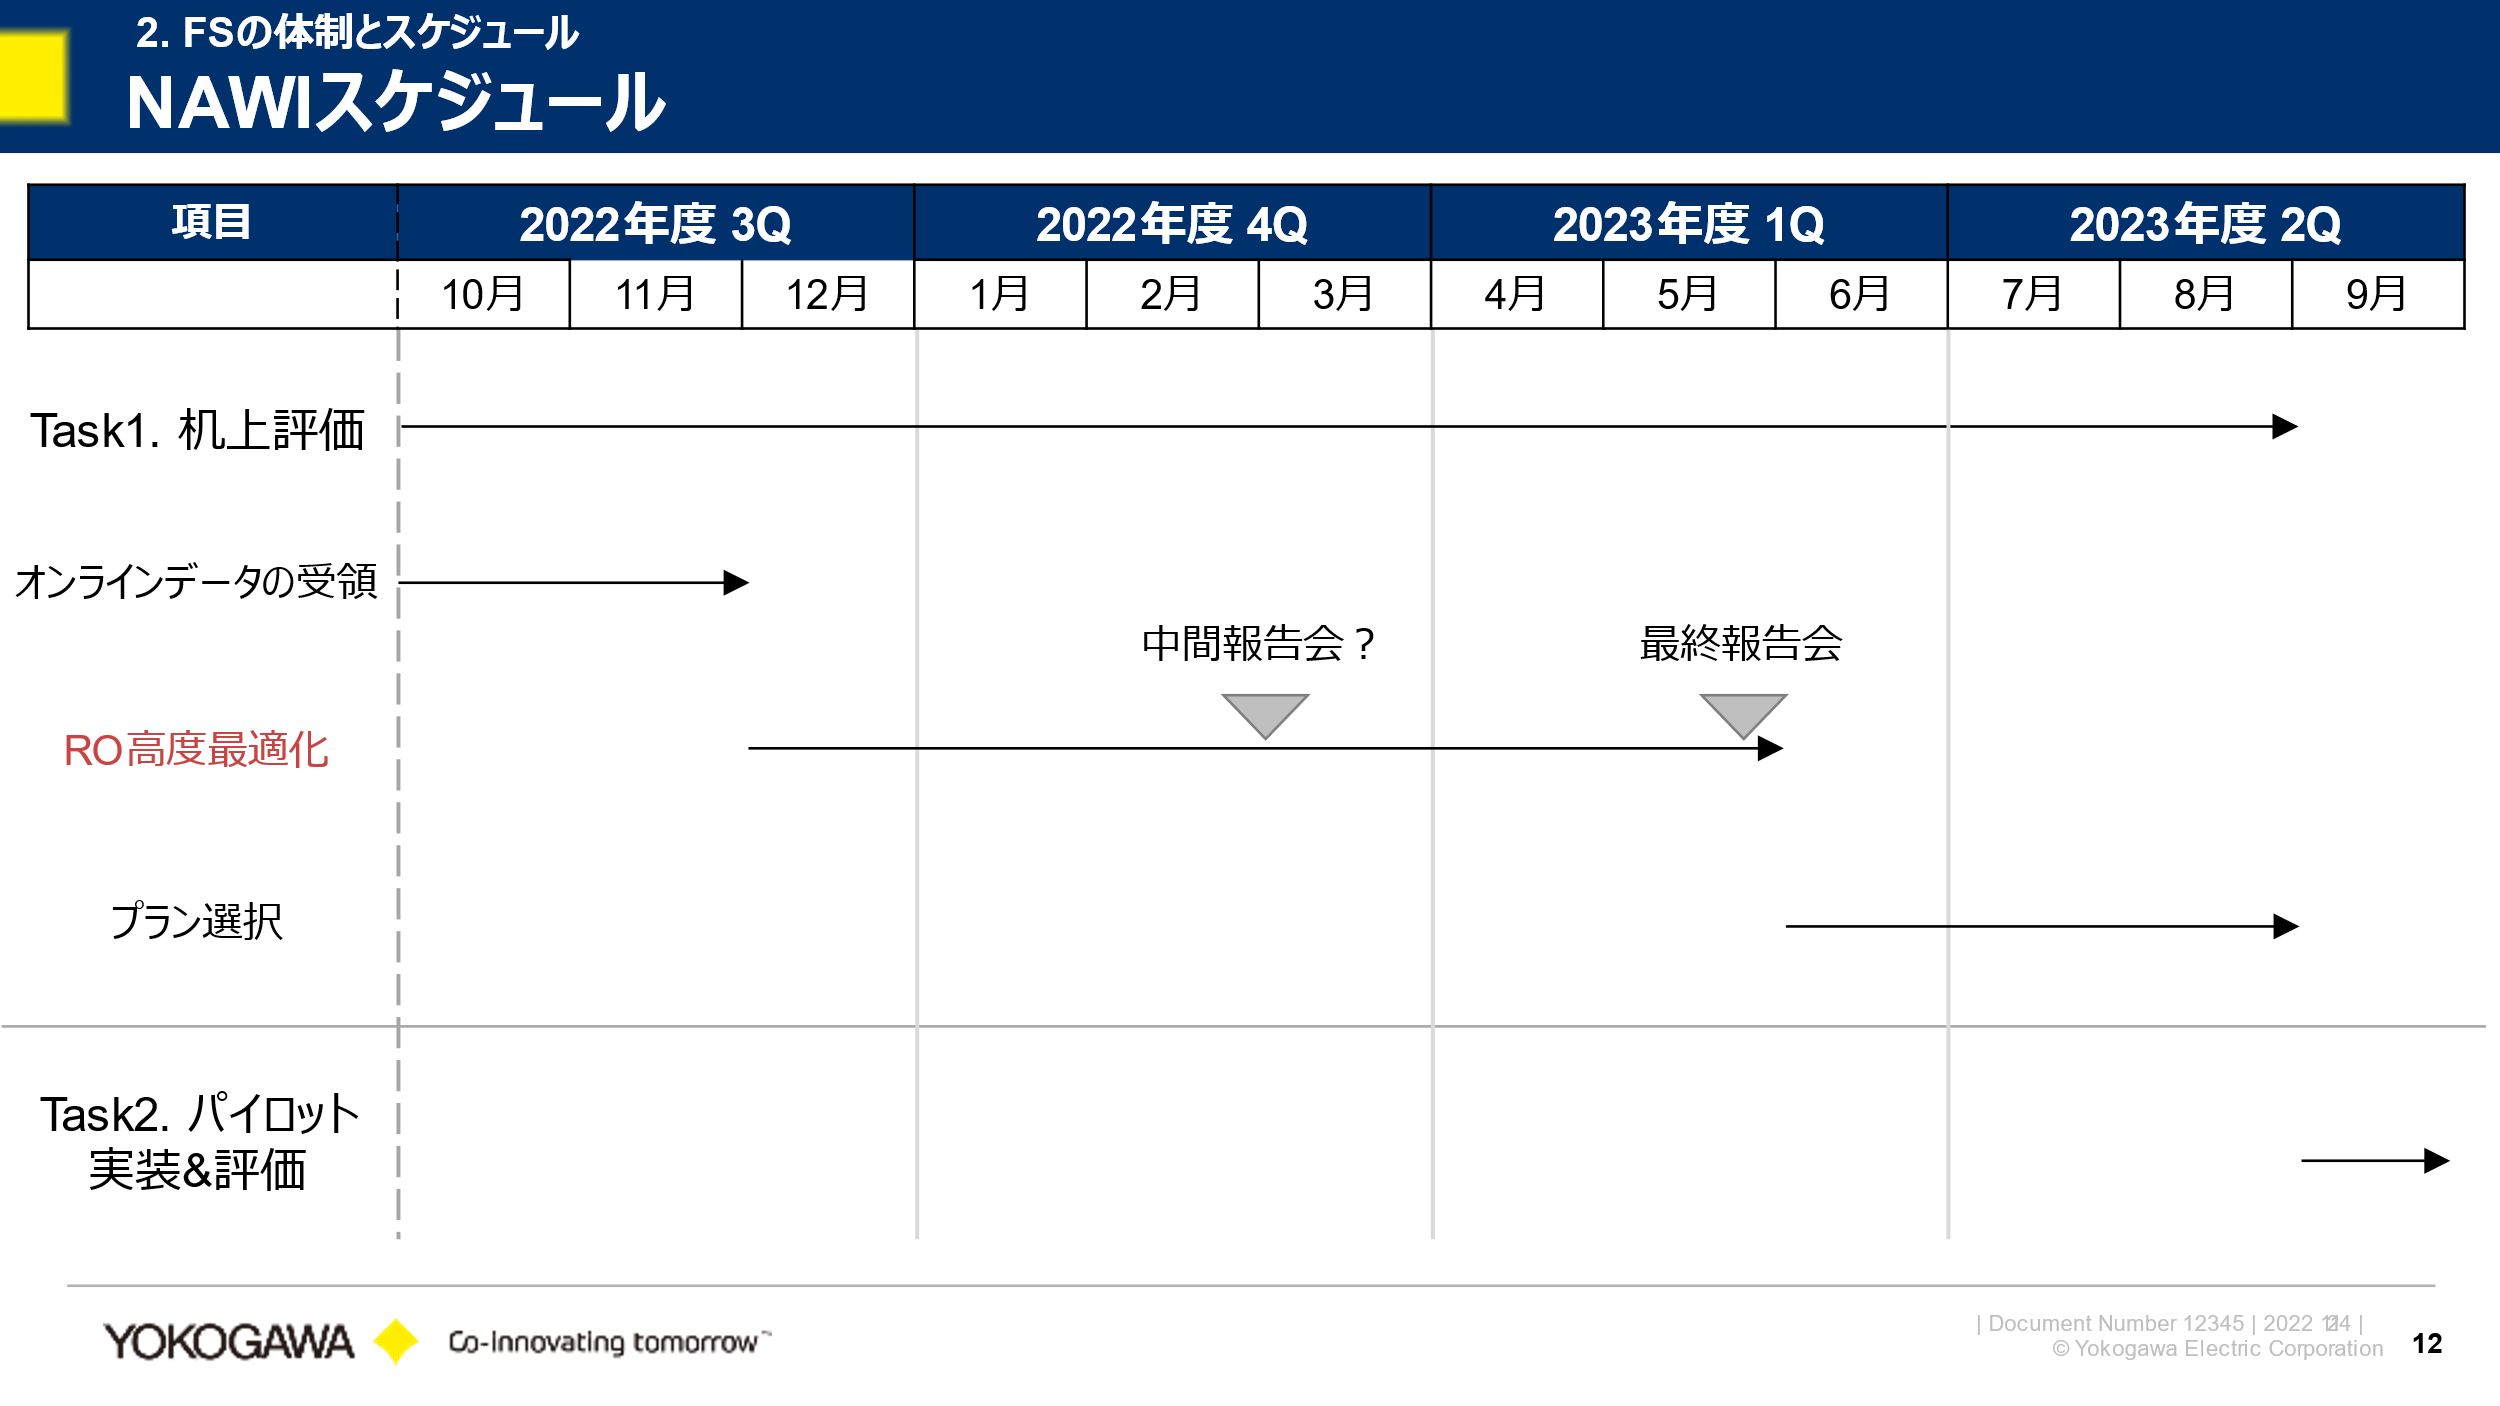 2. FSの体制とスケジュール
NAWIスケジュール
項目 2022年度 3Q 2022年度 4Q 2023年度 1Q 2023年度 2Q
10月 11月 12月 1月 2月 3月 4月 5月 6月 7月 8月 9月
Task1. 机上評価
オンラインデータの受領
中間報告会？ 最終報告会
RO高度最適化
プラン選択
Task2. パイロット
実装&評価
YOKOGAWA Co-innovating tomorrow™
| Document Number 12345 | 2022 |
© Yokogawa Electric Corporation
12